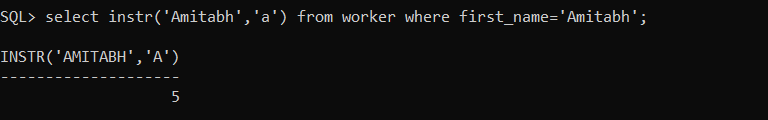 SQL> select instr('Amitabh','a') from worker where first_name='Amitabh';
INSTR('AMITABH','A')
--------------------
5